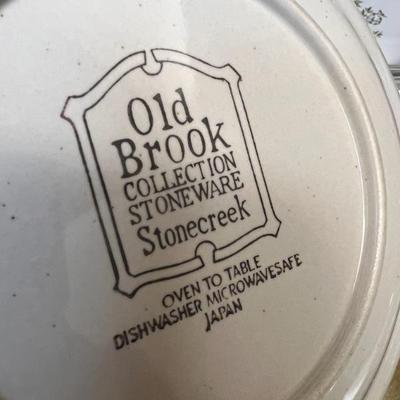 Old
Brook
COLLECTION
STONEWARE
Stonecreek
OVEN TO TABLE
DISHWASHER MICROWAVESAFE
JAPAN